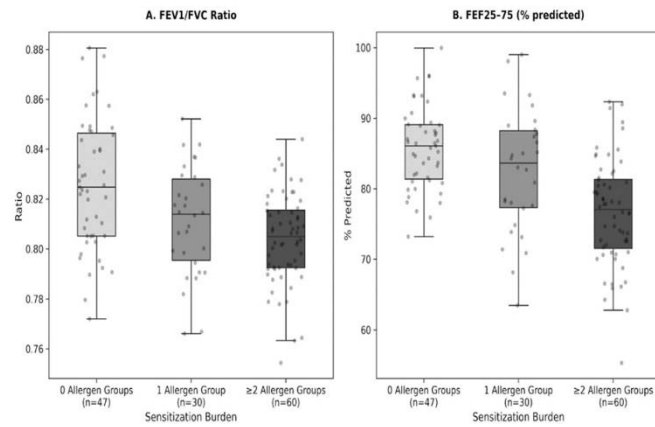 A. FEV1/FVC Ratio
0.88
0.86
0.84
0.82
0.80
0.78
0.76
Ratio
0 Allergen Groups
(n=47)
1 Allergen Group
(n=30)
≥2 Allergen Groups
(n=60)
Sensitization Burden
B. FEF25–75 (% predicted)
100
90
80
70
60
% Predicted
0 Allergen Groups
(n=47)
1 Allergen Group
(n=30)
≥2 Allergen Groups
(n=60)
Sensitization Burden